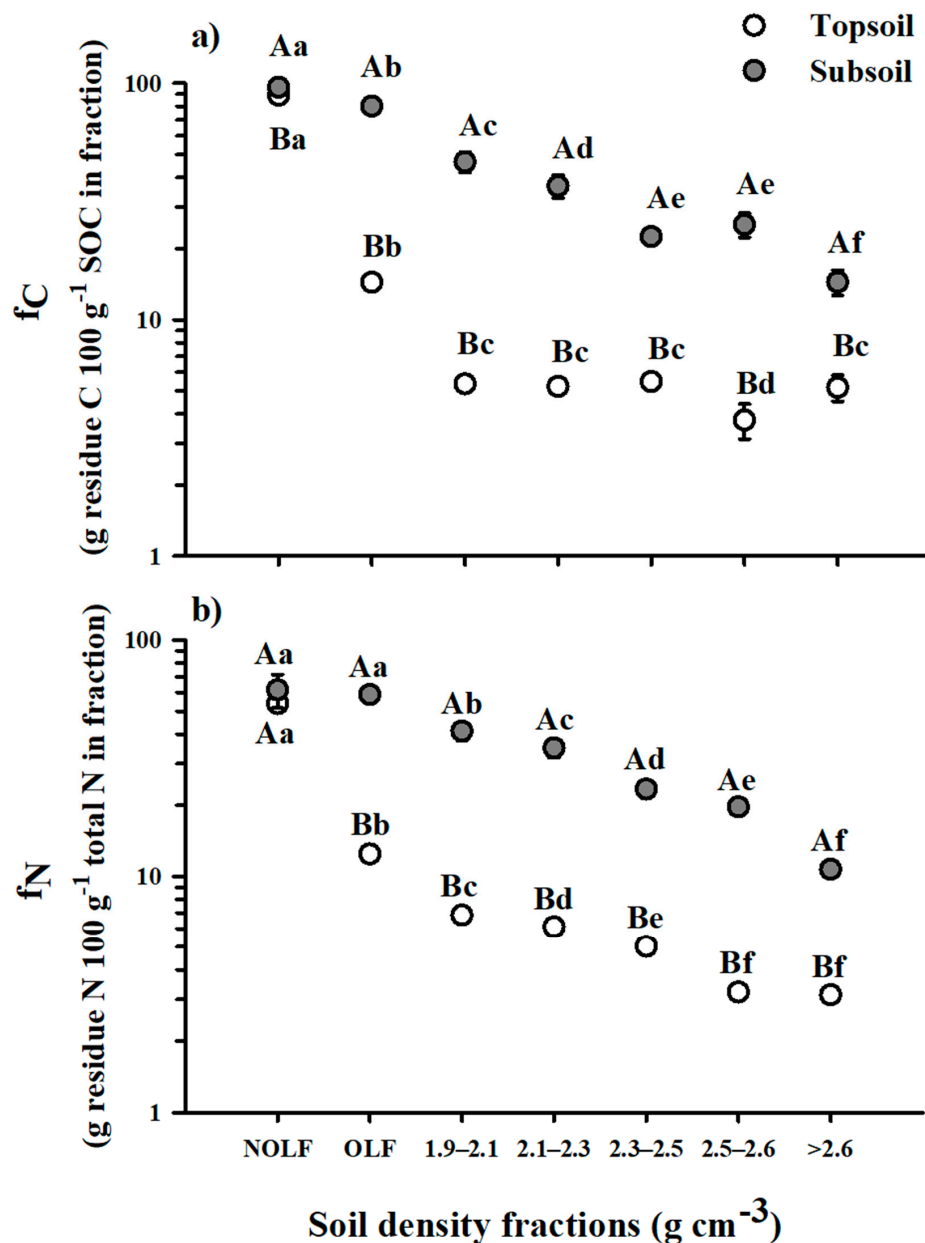 a)
Topsoil
Subsoil
Aa
Ab
Ac
Ad
Ae
Ae
Af
Ba
Bb
Bc
Bc
Bc
Bd
Bc
100
10
1
fC
(g residue C 100 g-1 SOC in fraction)
b)
Aa
Aa
Ab
Ac
Ad
Ae
Af
Aa
Bb
Bc
Bd
Be
Bf
Bf
100
10
1
fN
(g residue N 100 g-1 total N in fraction)
NOLF OLF 1.9–2.1 2.1–2.3 2.3–2.5 2.5–2.6 >2.6
Soil density fractions (g cm-3)